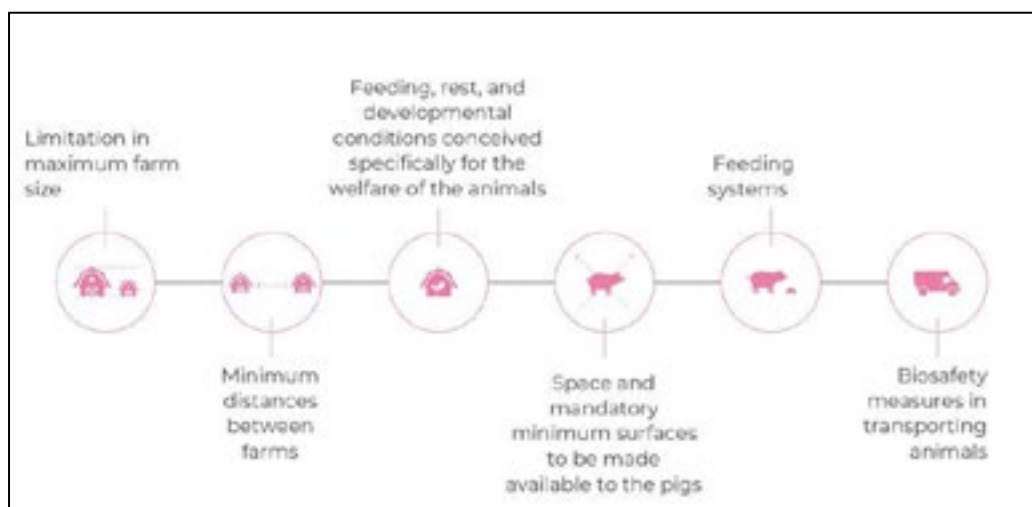 Limitation in
maximum farm
size
Minimum
distances
between
farms
Feeding, rest, and
developmental
conditions conceived
specifically for the
welfare of the animals
Space and
mandatory
minimum surfaces
to be made
available to the pigs
Feeding
systems
Biosafety
measures in
transporting
animals